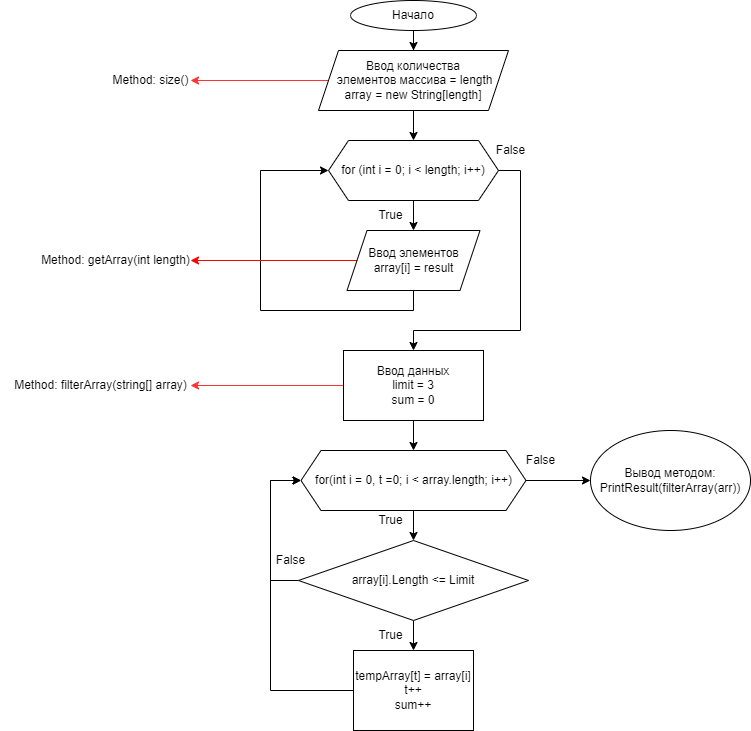 Начало
Ввод количества
элементов массива = length
array = new String[length]
Method: size()
False
for (int i = 0; i < length; i++)
True
Ввод элементов
array[i] = result
Method: getArray(int length)
Ввод данных
limit = 3
sum = 0
Method: filterArray(string[] array)
False
for(int i = 0, t =0; i < array.length; i++)
Вывод методом:
PrintResult(filterArray(arr))
True
False
array[i].Length <= Limit
True
tempArray[t] = array[i]
t++
sum++